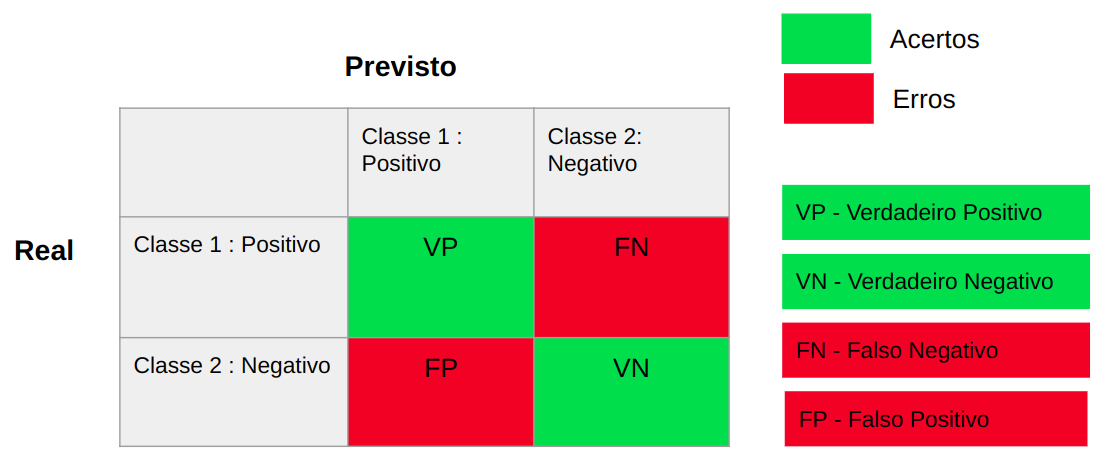 Previsto
Classe 1 :
Positivo
Classe 2:
Negativo
Real
Classe 1 : Positivo
VP
FN
Classe 2 : Negativo
FP
VN
Acertos
Erros
VP - Verdadeiro Positivo
VN - Verdadeiro Negativo
FN - Falso Negativo
FP - Falso Positivo